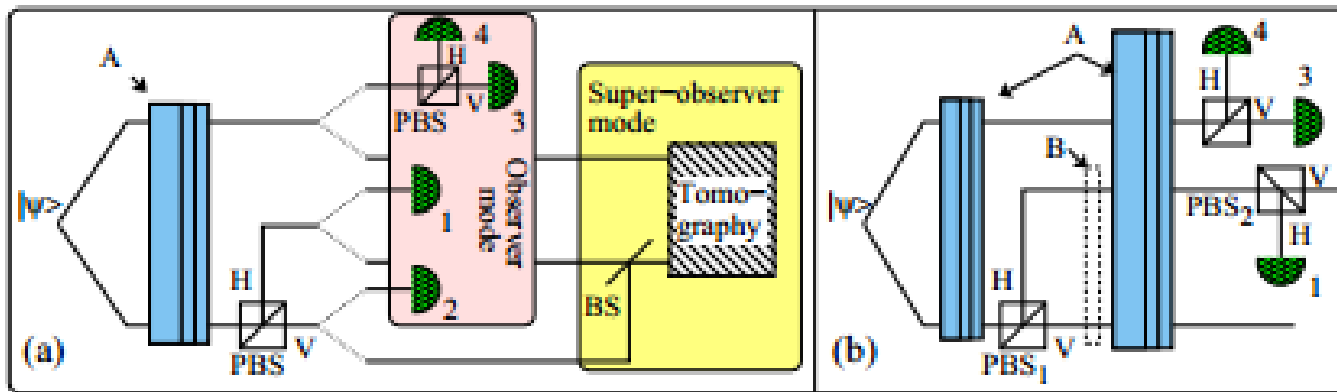 A
|ψ>
(a)
H
PBS
V
4
H
PBS
V
3
1
2
Observer
mode
Super-observer
mode
Tomo-
graphy
BS
A
B
|ψ>
(b)
H
PBS1
V
4
H
V
3
PBS2
V
H
1